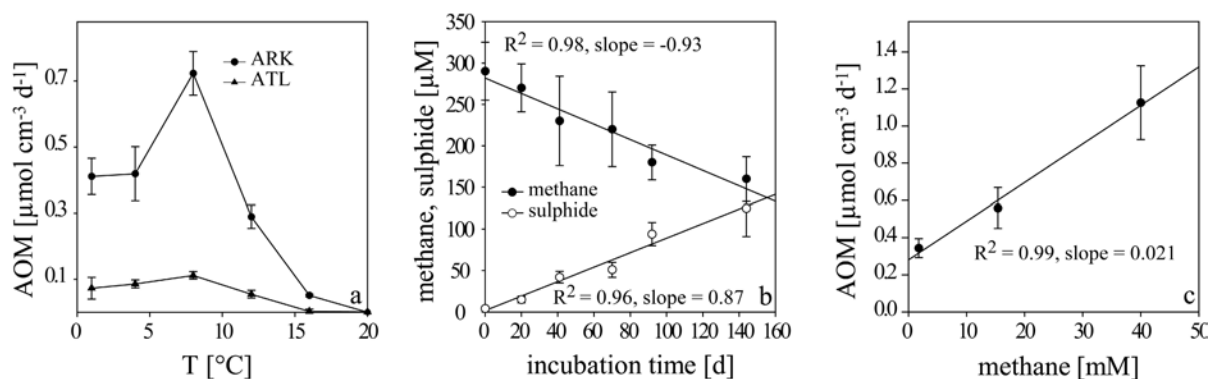 AOM [µmol cm⁻³ d⁻¹]
0.7
0.5
0.3
0.1
ARK
ATL
a
0 5 10 15 20
T [°C]
methane, sulphide [µM]
350
300
250
200
150
100
50
0
R² = 0.98, slope = -0.93
methane
sulphide
R² = 0.96, slope = 0.87
b
0 20 40 60 80 100 120 140 160
incubation time [d]
AOM [µmol cm⁻³ d⁻¹]
1.4
1.2
1.0
0.8
0.6
0.4
0.2
0.0
R² = 0.99, slope = 0.021
c
0 10 20 30 40 50
methane [mM]